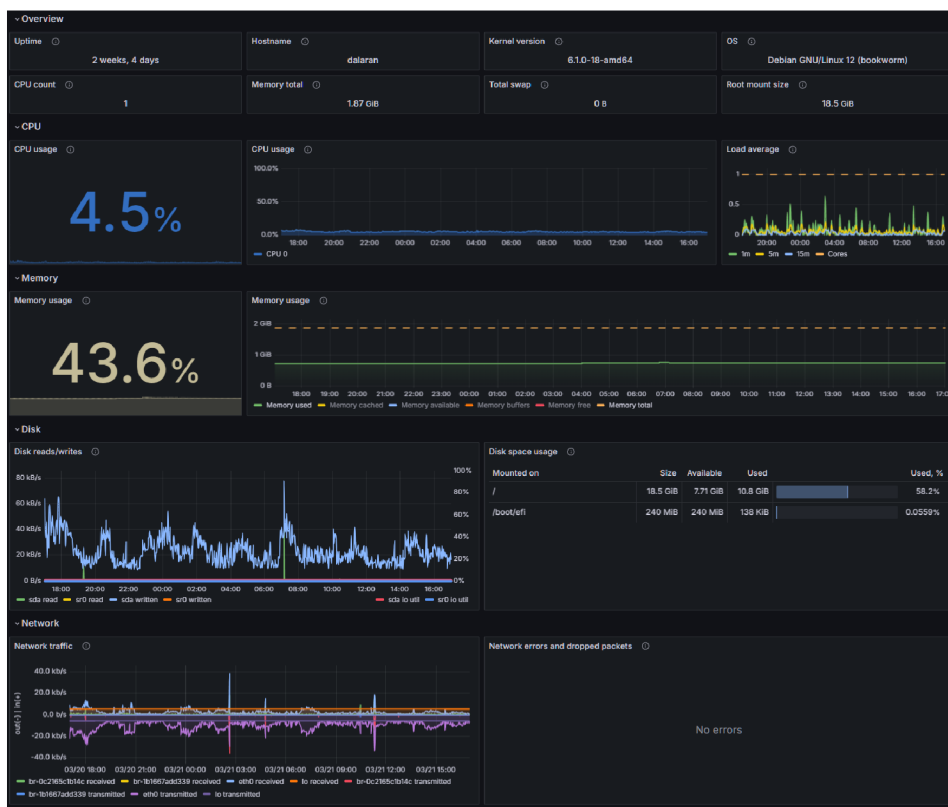 Overview
Uptime Hostname Kernel version OS
2 weeks, 4 days dalaran 6.1.0-18-amd64 Debian GNU/Linux 12 (bookworm)
CPU count Memory total Total swap Root mount size
1 1.87 GiB 0 B 18.5 GiB
CPU
CPU usage
4.5%
CPU usage
100.0%
50.0%
0.0%
18:00 20:00 22:00 00:00 02:00 04:00 06:00 08:00 10:00 12:00 14:00 16:00
CPU 0
Load average
1
0.5
0
20:00 00:00 04:00 08:00 12:00 16:00
1m 5m 15m Cores
Memory
Memory usage
43.6%
Memory usage
2 GiB
1 GiB
0 B
18:00 19:00 20:00 21:00 22:00 23:00 00:00 01:00 02:00 03:00 04:00 05:00 06:00 07:00 08:00 09:00 10:00 11:00 12:00 13:00 14:00 15:00 16:00 17:0
Memory used Memory cached Memory available Memory buffers Memory free Memory total
Disk
Disk reads/writes
80 kB/s
60 kB/s
40 kB/s
20 kB/s
0 B/s
100%
80%
60%
40%
20%
0%
18:00 20:00 22:00 00:00 02:00 04:00 06:00 08:00 10:00 12:00 14:00 16:00
sda read sr0 read sda written sr0 written sda io util sr0 io util
Disk space usage
Mounted on Size Available Used Used, %
/ 18.5 GiB 7.71 GiB 10.8 GiB 58.2%
/boot/efi 240 MiB 240 MiB 138 KiB 0.0559%
Network
Network traffic
out(-) | in(+)
40.0 kb/s
20.0 kb/s
0.0 b/s
-20.0 kb/s
-40.0 kb/s
03/20 18:00 03/20 21:00 03/21 00:00 03/21 03:00 03/21 06:00 03/21 09:00 03/21 12:00 03/21 15:00
br-0c2165c1b14c received br-1b1667add339 received eth0 received lo received br-0c2165c1b14c transmitted
br-1b1667add339 transmitted eth0 transmitted lo transmitted
Network errors and dropped packets
No errors